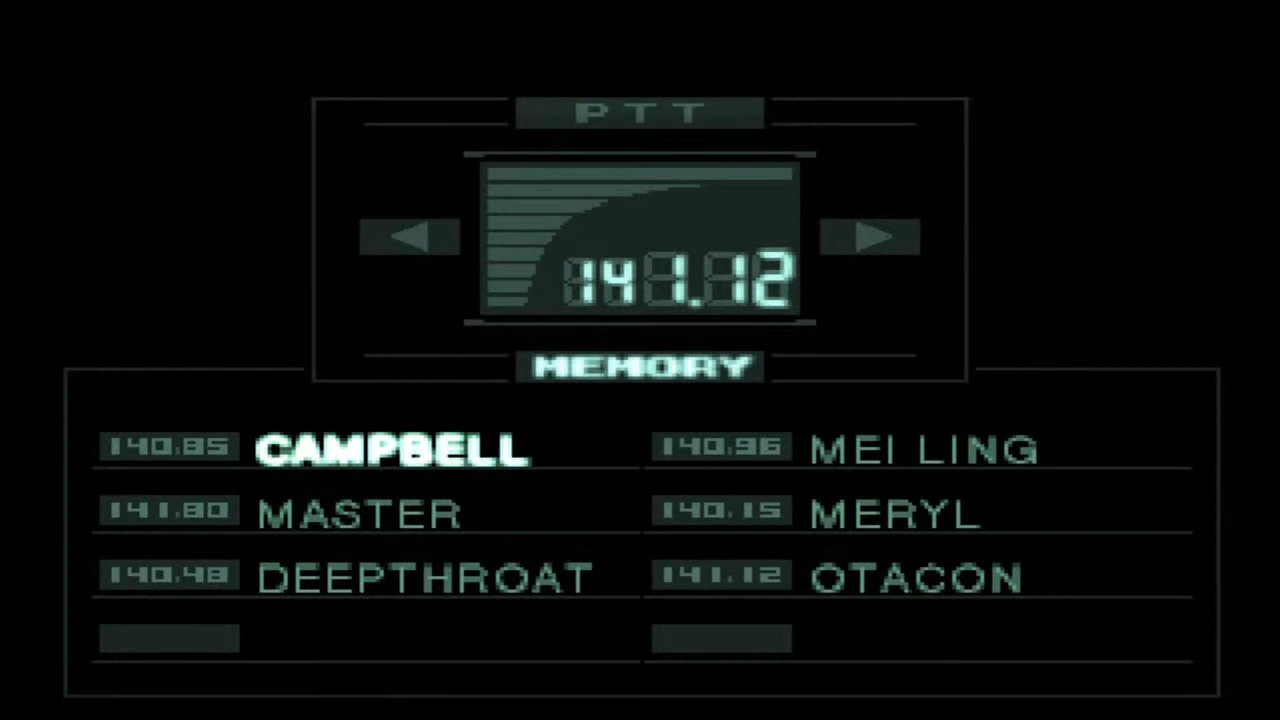 PTT
141.12
MEMORY
140.85 CAMPBELL 140.96 MEI LING
141.80 MASTER 140.15 MERYL
140.48 DEEPTHROAT 141.12 OTACON